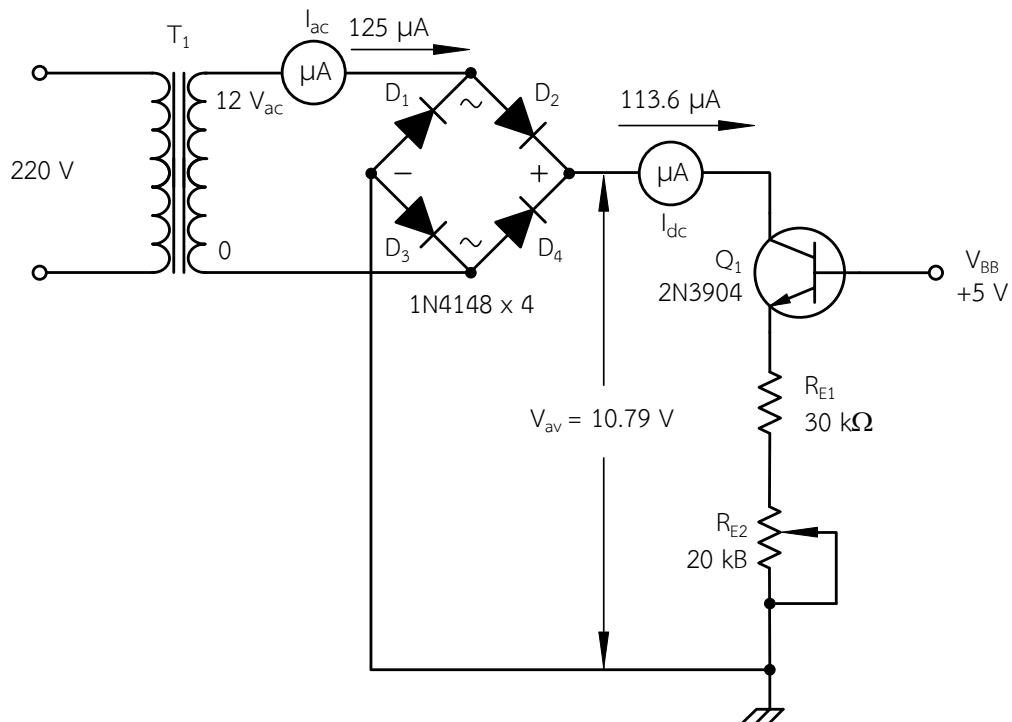 T₁
Iac
125 µA
µA
12 Vac
D₁
D₂
~
113.6 µA
220 V
−
+
µA
Idc
D₃
~
D₄
0
1N4148 x 4
Q₁
2N3904
VBB
+5 V
Vav = 10.79 V
RE1
30 kΩ
RE2
20 kB